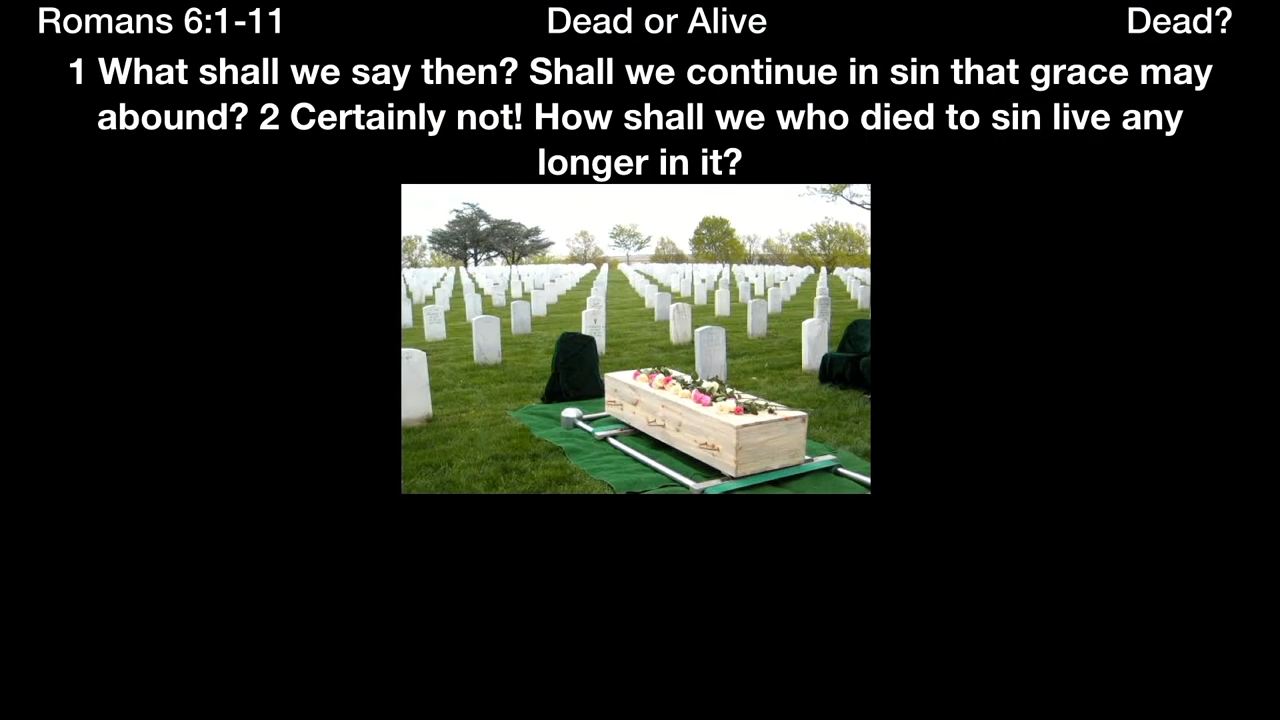 Romans 6:1-11 Dead or Alive Dead?
1 What shall we say then? Shall we continue in sin that grace may
abound? 2 Certainly not! How shall we who died to sin live any
longer in it?